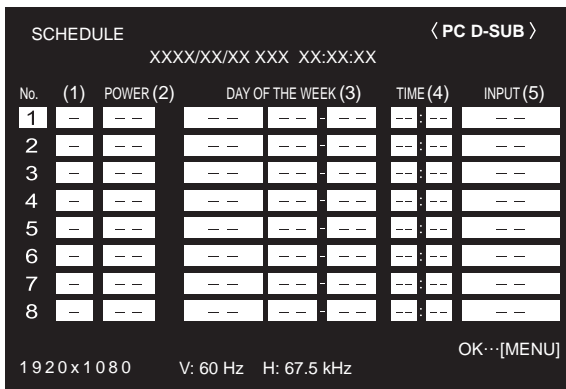 SCHEDULE 〈 PC D-SUB 〉
XXXX/XX/XX XXX XX:XX:XX
No. (1) POWER (2) DAY OF THE WEEK (3) TIME (4) INPUT (5)
1 – – – – – – – - – – – – : – – – –
2 – – – – – – – - – – – – : – – – –
3 – – – – – – – - – – – – : – – – –
4 – – – – – – – - – – – – : – – – –
5 – – – – – – – - – – – – : – – – –
6 – – – – – – – - – – – – : – – – –
7 – – – – – – – - – – – – : – – – –
8 – – – – – – – - – – – – : – – – –
OK···[MENU]
1920x1080 V: 60 Hz H: 67.5 kHz